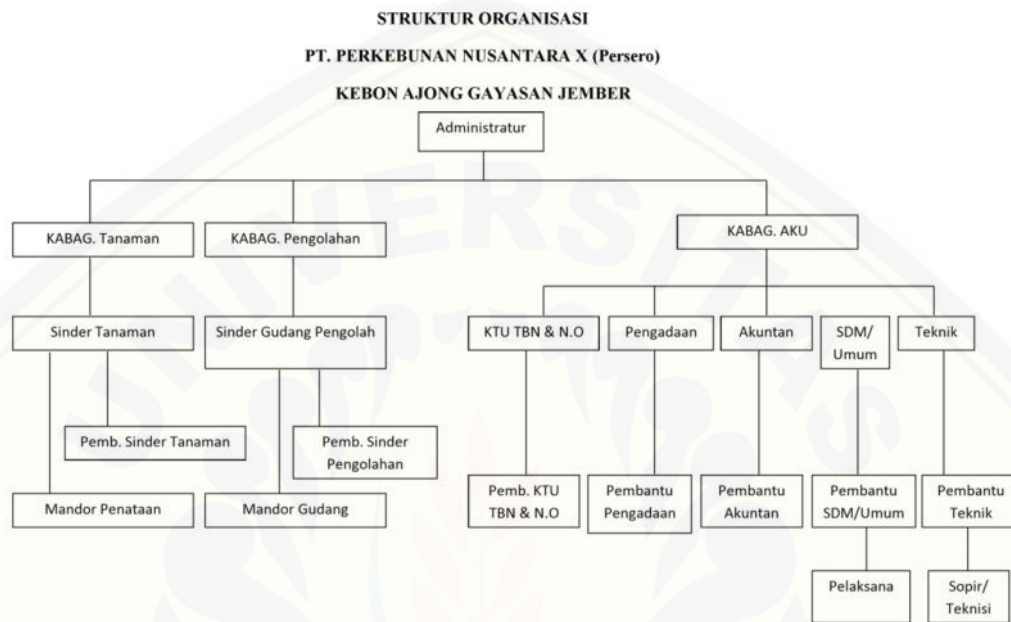 STRUKTUR ORGANISASI
PT. PERKEBUNAN NUSANTARA X (Persero)
KEBON AJONG GAYASAN JEMBER
Administratur
KABAG. Tanaman
KABAG. Pengolahan
KABAG. AKU
Sinder Tanaman
Sinder Gudang Pengolah
KTU TBN & N.O
Pengadaan
Akuntan
SDM/
Umum
Teknik
Pemb. Sinder Tanaman
Pemb. Sinder
Pengolahan
Mandor Penataan
Mandor Gudang
Pemb. KTU
TBN & N.O
Pembantu
Pengadaan
Pembantu
Akuntan
Pembantu
SDM/Umum
Pembantu
Teknik
Pelaksana
Sopir/
Teknisi
UNIVERSITAS